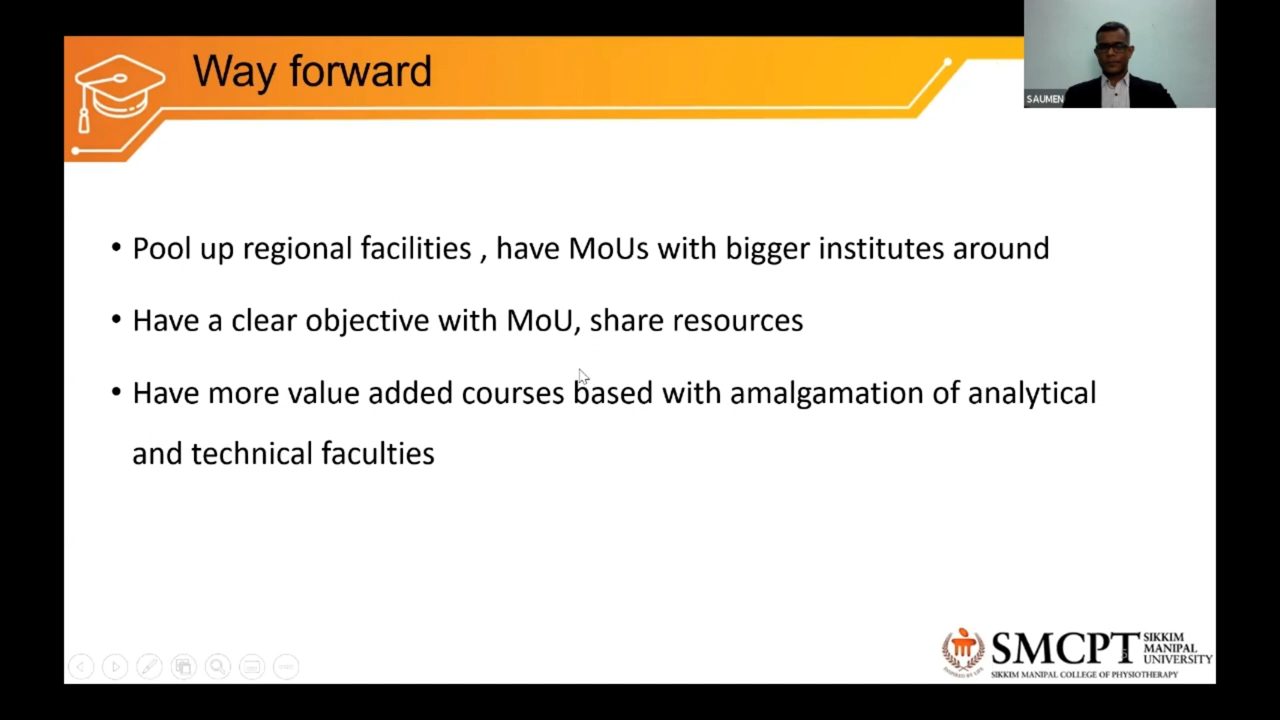 Way forward
SAUMEN
• Pool up regional facilities , have MoUs with bigger institutes around
• Have a clear objective with MoU, share resources
• Have more value added courses based with amalgamation of analytical
and technical faculties
SMCPT
SIKKIM
MANIPAL
UNIVERSITY
SIKKIM MANIPAL COLLEGE OF PHYSIOTHERAPY